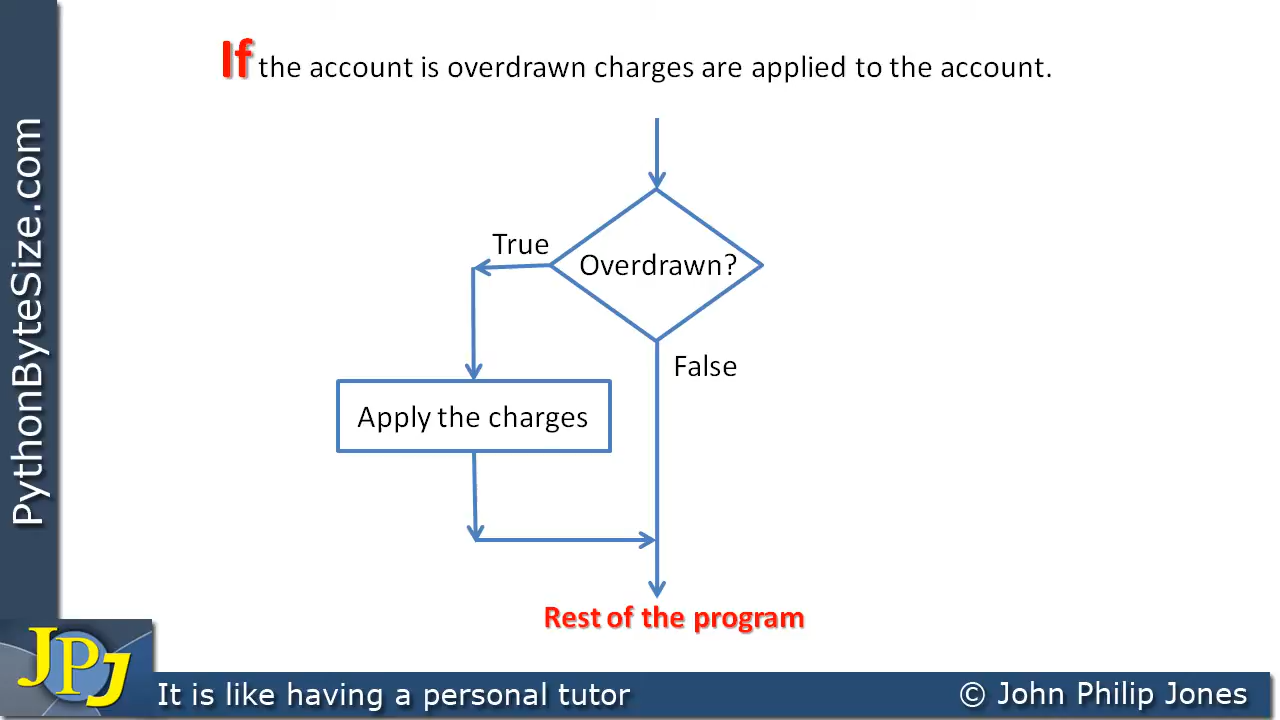 If the account is overdrawn charges are applied to the account.
True
Overdrawn?
False
Apply the charges
Rest of the program
PythonByteSize.com
JPJ
It is like having a personal tutor
© John Philip Jones